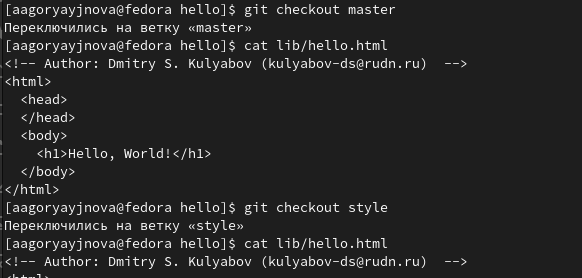 [aagoryayjnova@fedora hello]$ git checkout master
Переключились на ветку «master»
[aagoryayjnova@fedora hello]$ cat lib/hello.html
<!-- Author: Dmitry S. Kulyabov (kulyabov-ds@rudn.ru)  -->
<html>
  <head>
  </head>
  <body>
    <h1>Hello, World!</h1>
  </body>
</html>
[aagoryayjnova@fedora hello]$ git checkout style
Переключились на ветку «style»
[aagoryayjnova@fedora hello]$ cat lib/hello.html
<!-- Author: Dmitry S. Kulyabov (kulyabov-ds@rudn.ru)  -->
<html>